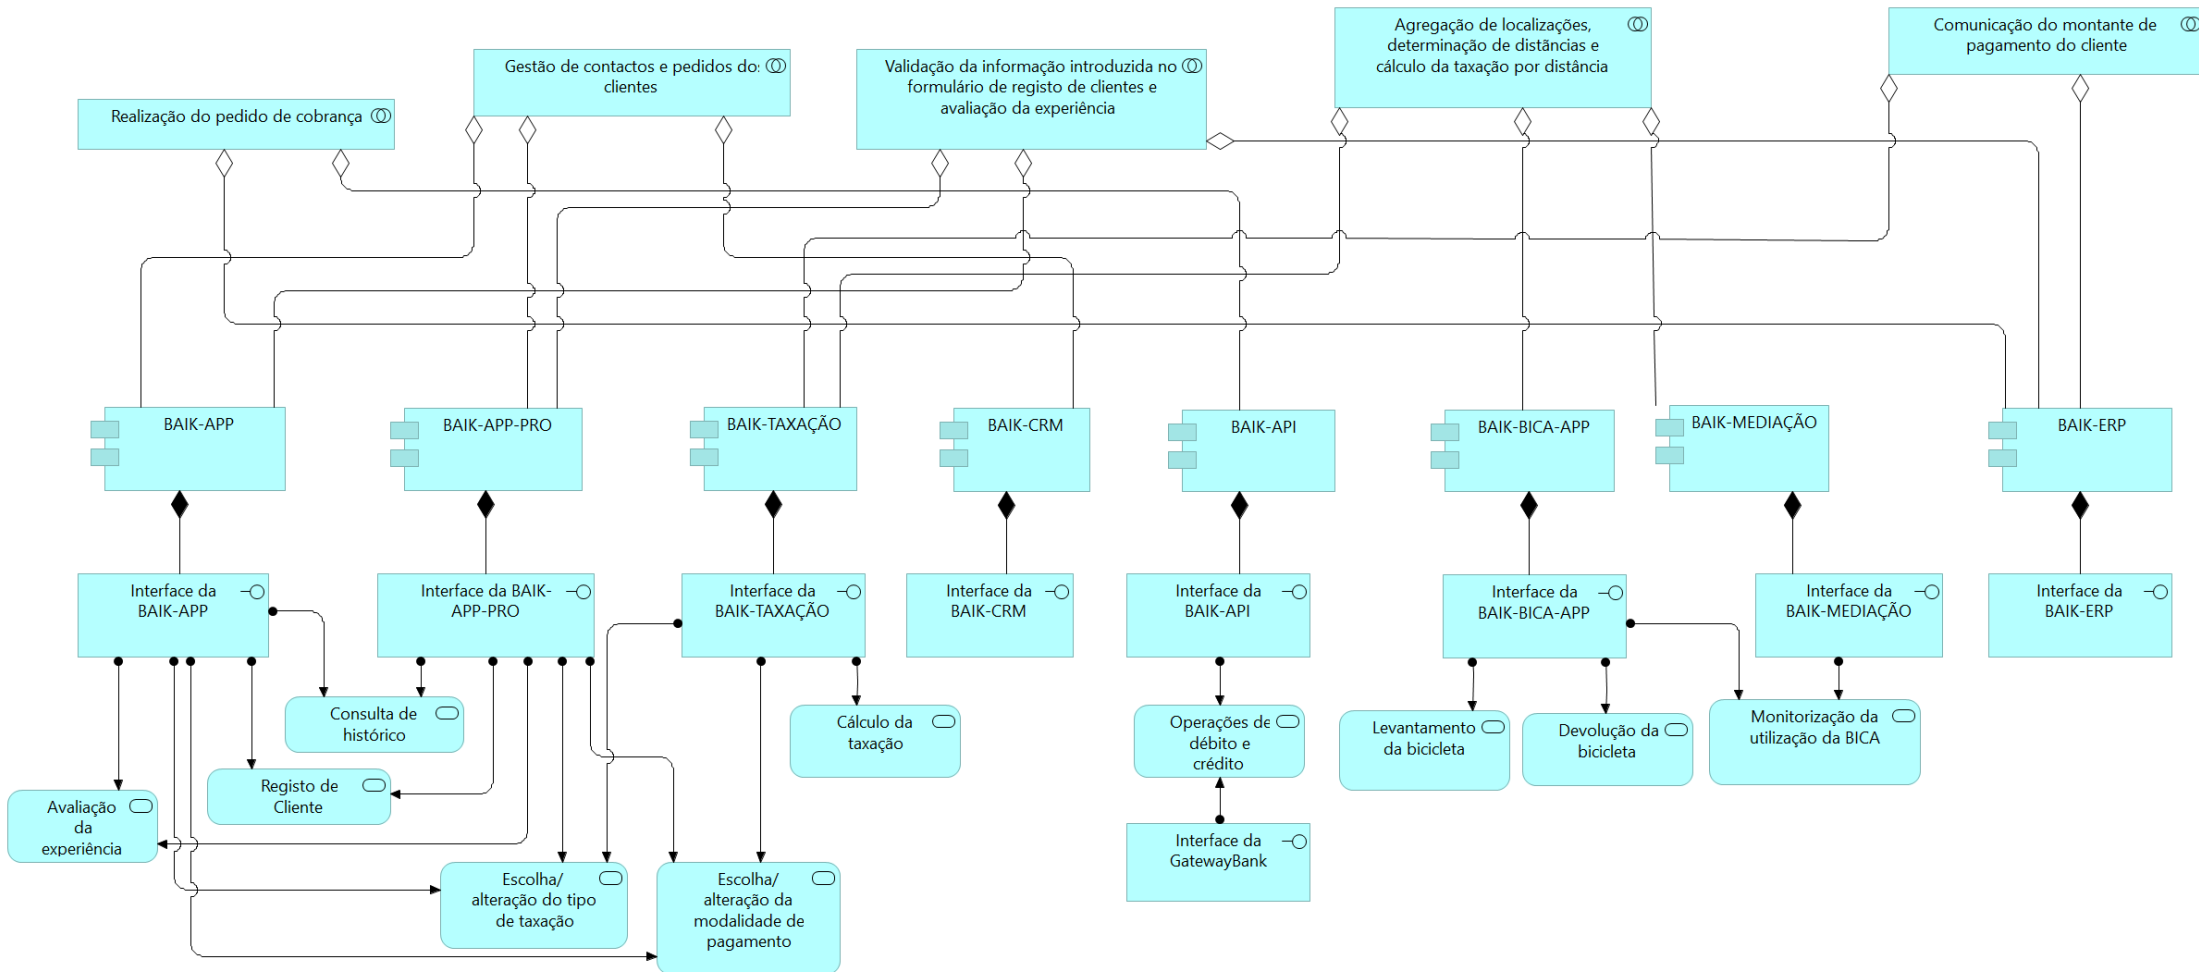 Realização do pedido de cobrança
Gestão de contactos e pedidos do:
clientes
Validação da informação introduzida no
formulário de registo de clientes e
avaliação da experiência
Agregação de localizações,
determinação de distãncias e
cálculo da taxação por distância
Comunicação do montante de
pagamento do cliente
BAIK-APP
BAIK-APP-PRO
BAIK-TAXAÇÃO
BAIK-CRM
BAIK-API
BAIK-BICA-APP
BAIK-MEDIAÇÃO
BAIK-ERP
Interface da
BAIK-APP
Interface da BAIK-
APP-PRO
Interface da
BAIK-TAXAÇÃO
Interface da
BAIK-CRM
Interface da
BAIK-API
Interface da
BAIK-BICA-APP
Interface da
BAIK-MEDIAÇÃO
Interface da
BAIK-ERP
Consulta de
histórico
Cálculo da
taxação
Operações de
débito e
crédito
Levantamento
da bicicleta
Devolução da
bicicleta
Monitorização da
utilização da BICA
Registo de
Cliente
Avaliação
da
experiência
Interface da
GatewayBank
Escolha/
alteração do tipo
de taxação
Escolha/
alteração da
modalidade de
pagamento